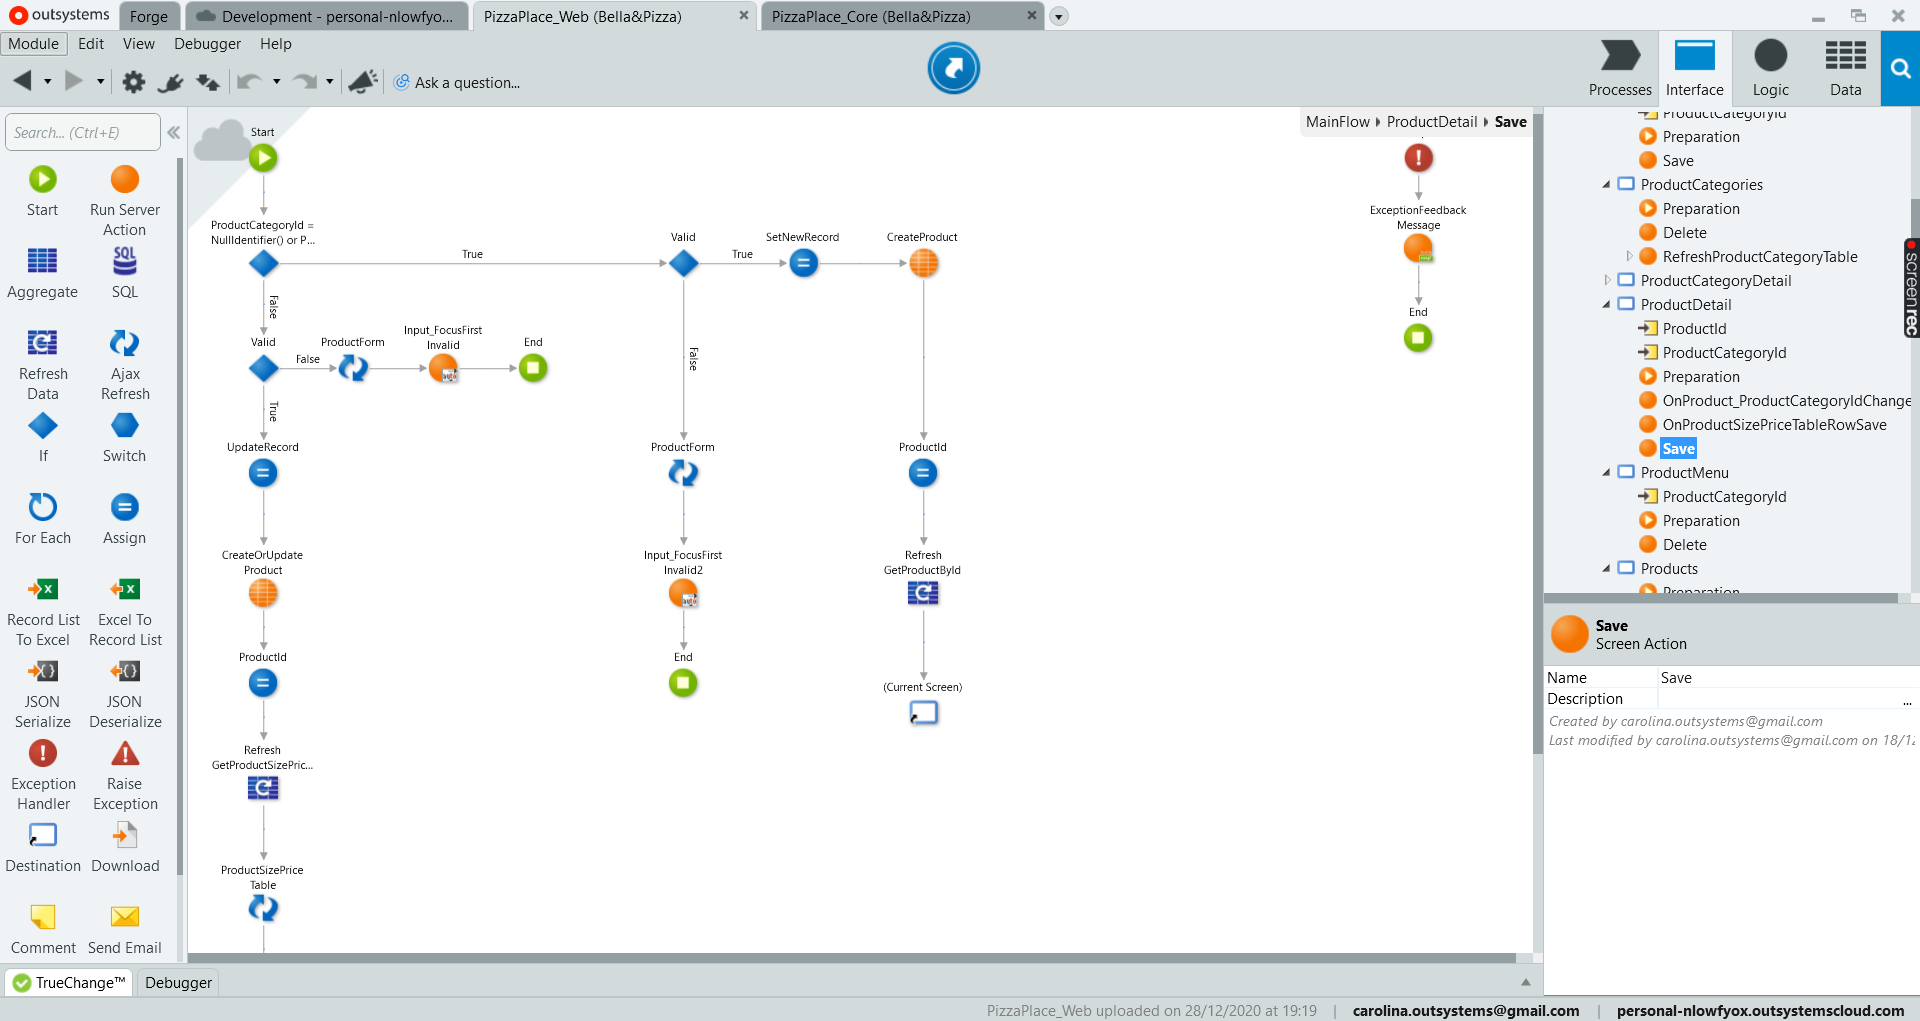 outsystems
Forge
Development - personal-nlowfyo...
PizzaPlace_Web (Bella&Pizza)
PizzaPlace_Core (Bella&Pizza)
Module
Edit
View
Debugger
Help
Ask a question...
Processes
Interface
Logic
Data
Search... (Ctrl+E)
Start
Run Server
Action
Aggregate
SQL
SQL
Refresh
Data
Ajax
Refresh
If
Switch
For Each
Assign
Record List
To Excel
Excel To
Record List
JSON
Serialize
JSON
Deserialize
Exception
Handler
Raise
Exception
Destination
Download
Comment
Send Email
MainFlow
ProductDetail
Save
Start
ProductCategoryId =
NullIdentifier() or P...
True
Valid
True
SetNewRecord
CreateProduct
False
Valid
False
ProductForm
Input_FocusFirst
Invalid
End
False
True
UpdateRecord
ProductForm
ProductId
CreateOrUpdate
Product
Input_FocusFirst
Invalid2
Refresh
GetProductById
ProductId
End
(Current Screen)
Refresh
GetProductSizePric...
ProductSizePrice
Table
ExceptionFeedback
Message
End
ProductCategoryId
Preparation
Save
ProductCategories
Preparation
Delete
RefreshProductCategoryTable
ProductCategoryDetail
ProductDetail
ProductId
ProductCategoryId
Preparation
OnProduct_ProductCategoryIdChange
OnProductSizePriceTableRowSave
Save
ProductMenu
ProductCategoryId
Preparation
Delete
Products
Preparation
screenrec
Save
Screen Action
Name
Save
Description
...
Created by carolina.outsystems@gmail.com
Last modified by carolina.outsystems@gmail.com on 18/12
TrueChange™
Debugger
PizzaPlace_Web uploaded on 28/12/2020 at 19:19
|
carolina.outsystems@gmail.com
|
personal-nlowfyox.outsystemscloud.com